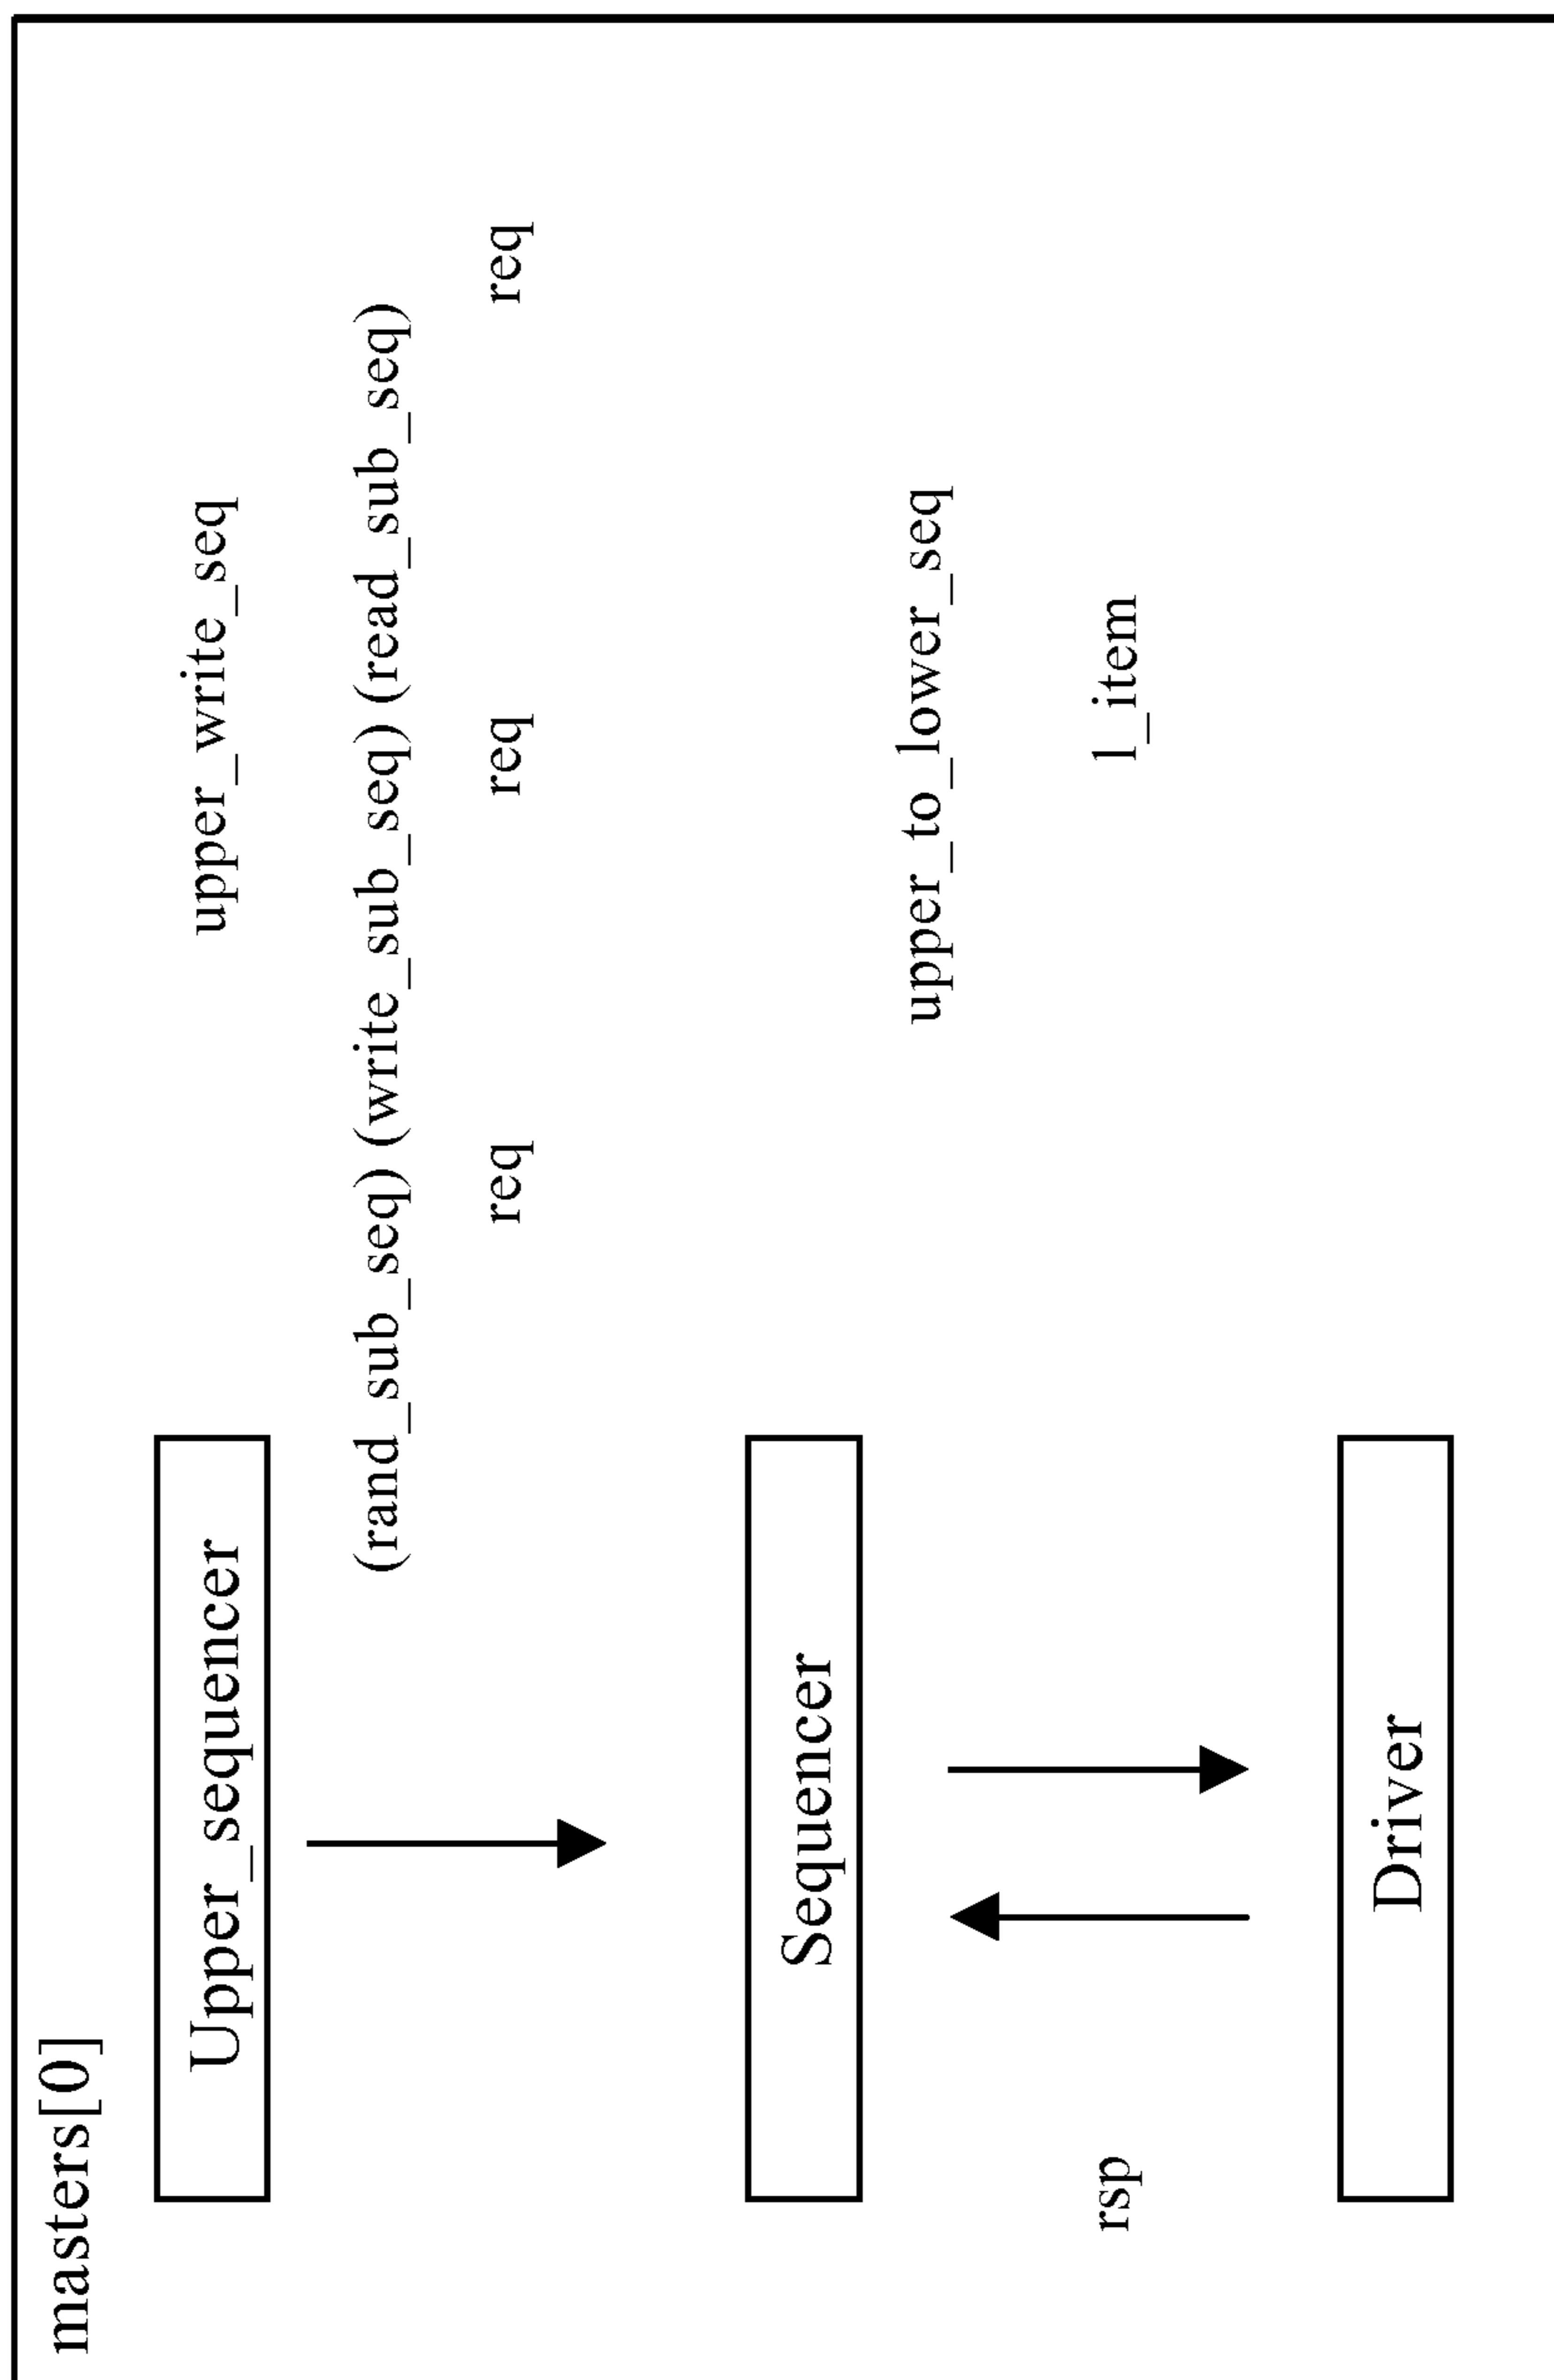 masters[0]
Upper_sequencer
upper_write_seq
(rand_sub_seq) (write_sub_seq) (read_sub_seq)
req req req
Sequencer
upper_to_lower_seq
rsp
l_item
Driver